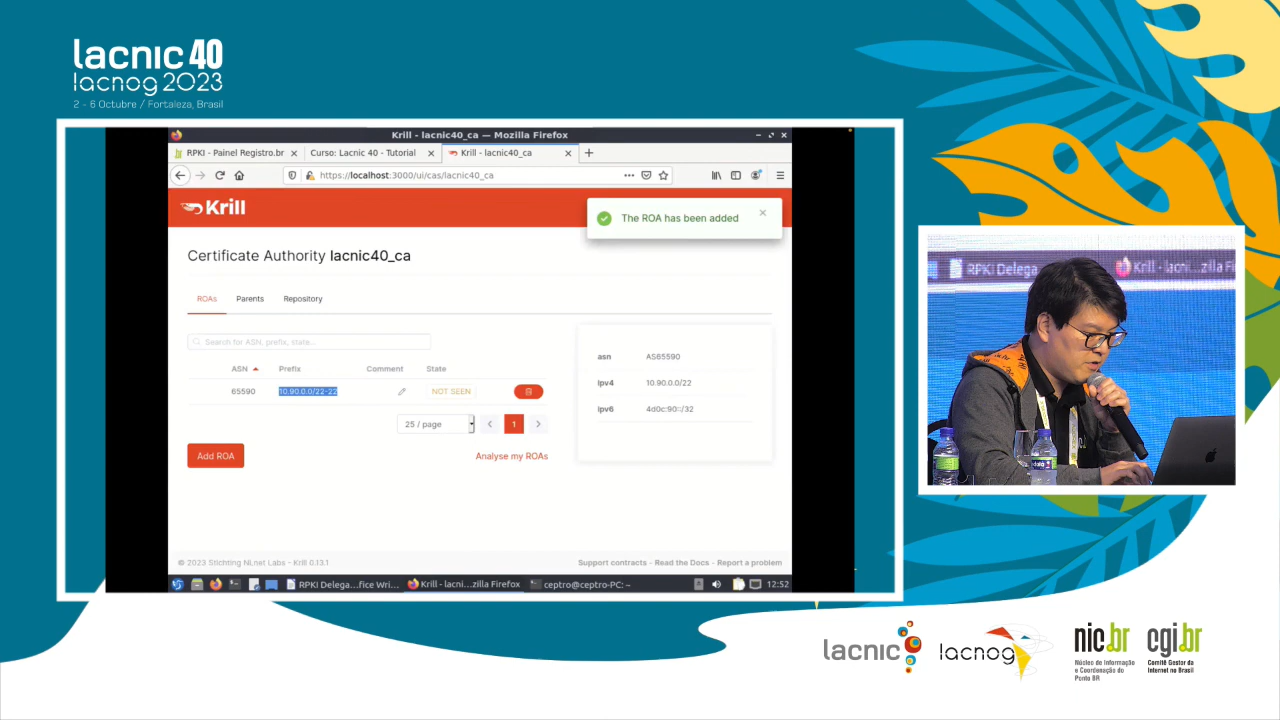 lacnic 40
lacnog 2023
2 - 6 Octubre / Fortaleza, Brasil
Krill - lacnic40_ca — Mozilla Firefox
RPKI - Painel Registro.br
Curso: Lacnic 40 - Tutorial
Krill - lacnic40_ca
https://localhost:3000/ui/cas/lacnic40_ca
Krill
The ROA has been added
Certificate Authority lacnic40_ca
ROAs Parents Repository
Search for ASN, prefix, state...
ASN Prefix Comment State
65590 10.90.0.0/22-22 NOT SEEN
25 / page 1
Add ROA
Analyse my ROAs
asn AS65590
ipv4 10.90.0.0/22
ipv6 4d0c:90::/32
© 2023 Stichting NLnet Labs - Krill 0.13.1
Support contracts - Read the Docs - Report a problem
RPKI Delega...fice Wri... Krill - lacni...zilla Firefox ceptro@ceptro-PC: ~ 12:52
RPKI Delega
Krill - lacn...zilla Fi
lacnic
lacnog
nic.br
Núcleo de Informação
e Coordenação do
Ponto BR
cgi.br
Comitê Gestor da
Internet no Brasil